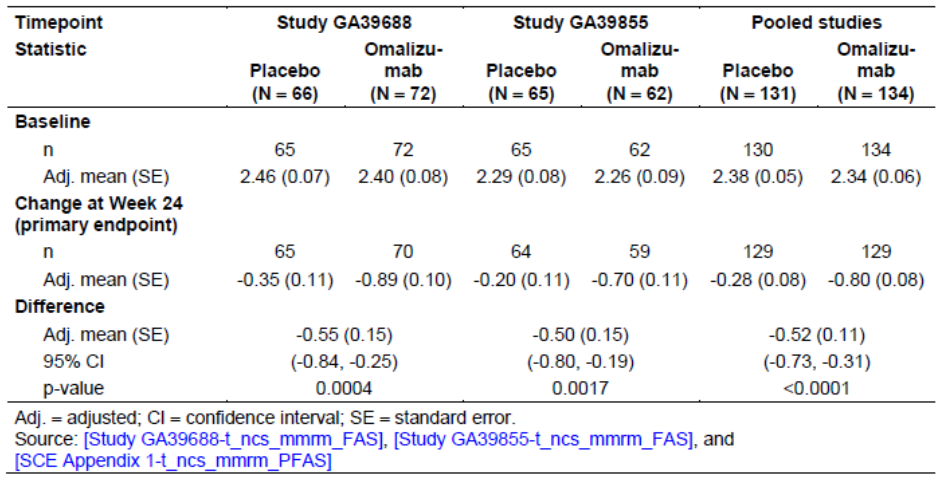 Timepoint Study GA39688 Study GA39855 Pooled studies
Statistic Omalizu- Omalizu- Omalizu-
Placebo mab Placebo mab Placebo mab
(N = 66) (N = 72) (N = 65) (N = 62) (N = 131) (N = 134)
Baseline
n 65 72 65 62 130 134
Adj. mean (SE) 2.46 (0.07) 2.40 (0.08) 2.29 (0.08) 2.26 (0.09) 2.38 (0.05) 2.34 (0.06)
Change at Week 24
(primary endpoint)
n 65 70 64 59 129 129
Adj. mean (SE) -0.35 (0.11) -0.89 (0.10) -0.20 (0.11) -0.70 (0.11) -0.28 (0.08) -0.80 (0.08)
Difference
Adj. mean (SE) -0.55 (0.15) -0.50 (0.15) -0.52 (0.11)
95% CI (-0.84, -0.25) (-0.80, -0.19) (-0.73, -0.31)
p-value 0.0004 0.0017 <0.0001
Adj. = adjusted; CI = confidence interval; SE = standard error.
Source: [Study GA39688-t_ncs_mmrm_FAS], [Study GA39855-t_ncs_mmrm_FAS], and
[SCE Appendix 1-t_ncs_mmrm_PFAS]